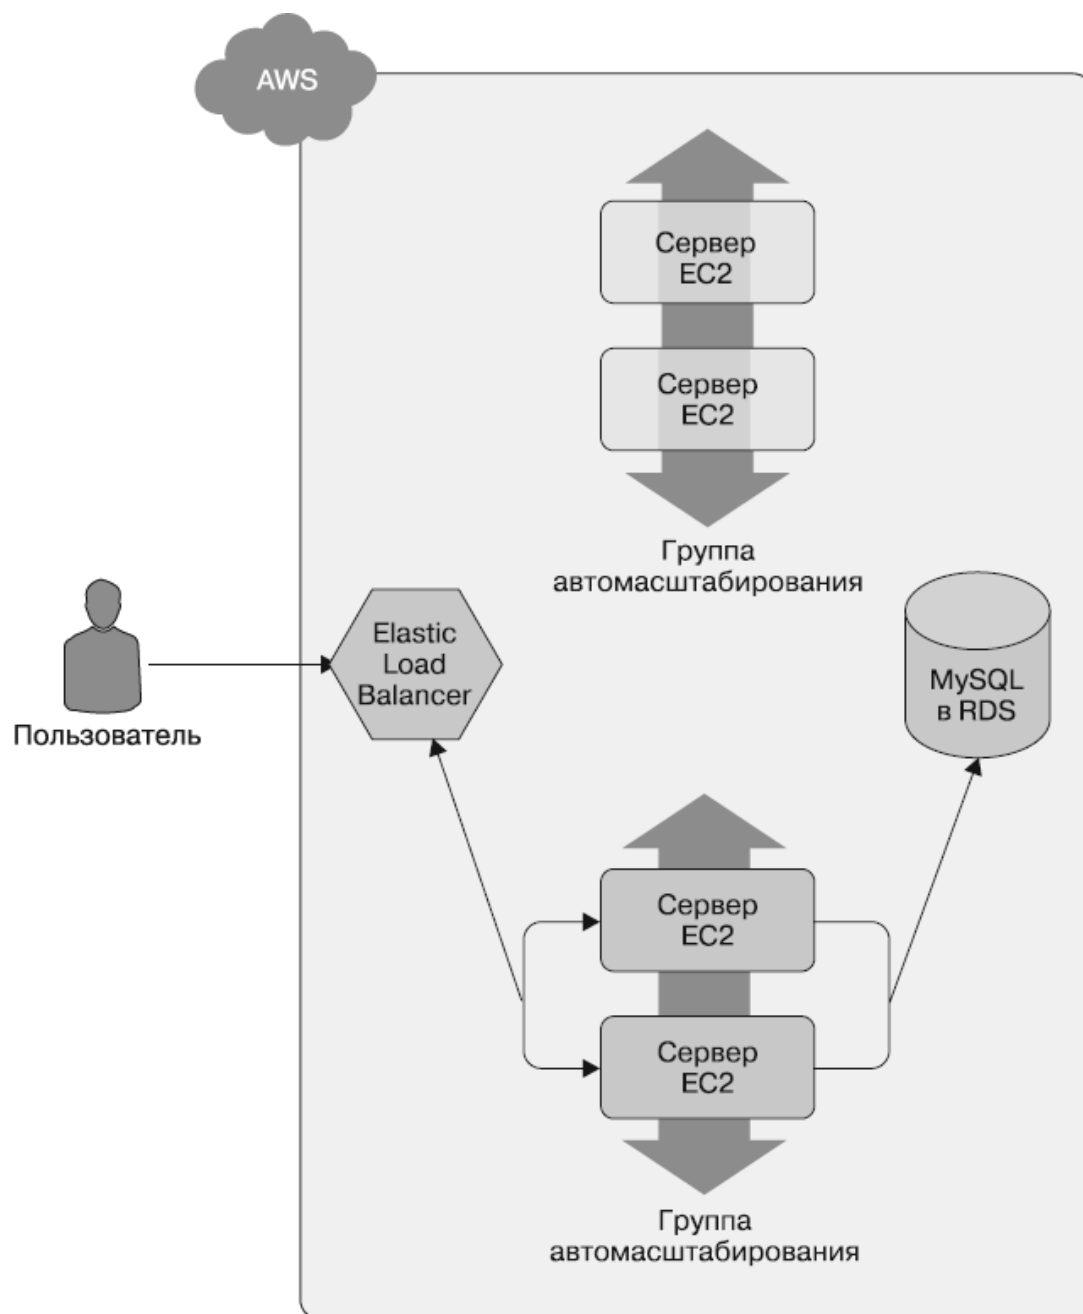 AWS
Сервер
EC2
Сервер
EC2
Группа
автомасштабирования
Elastic
Load
Balancer
MySQL
в RDS
Пользователь
Сервер
EC2
Сервер
EC2
Группа
автомасштабирования